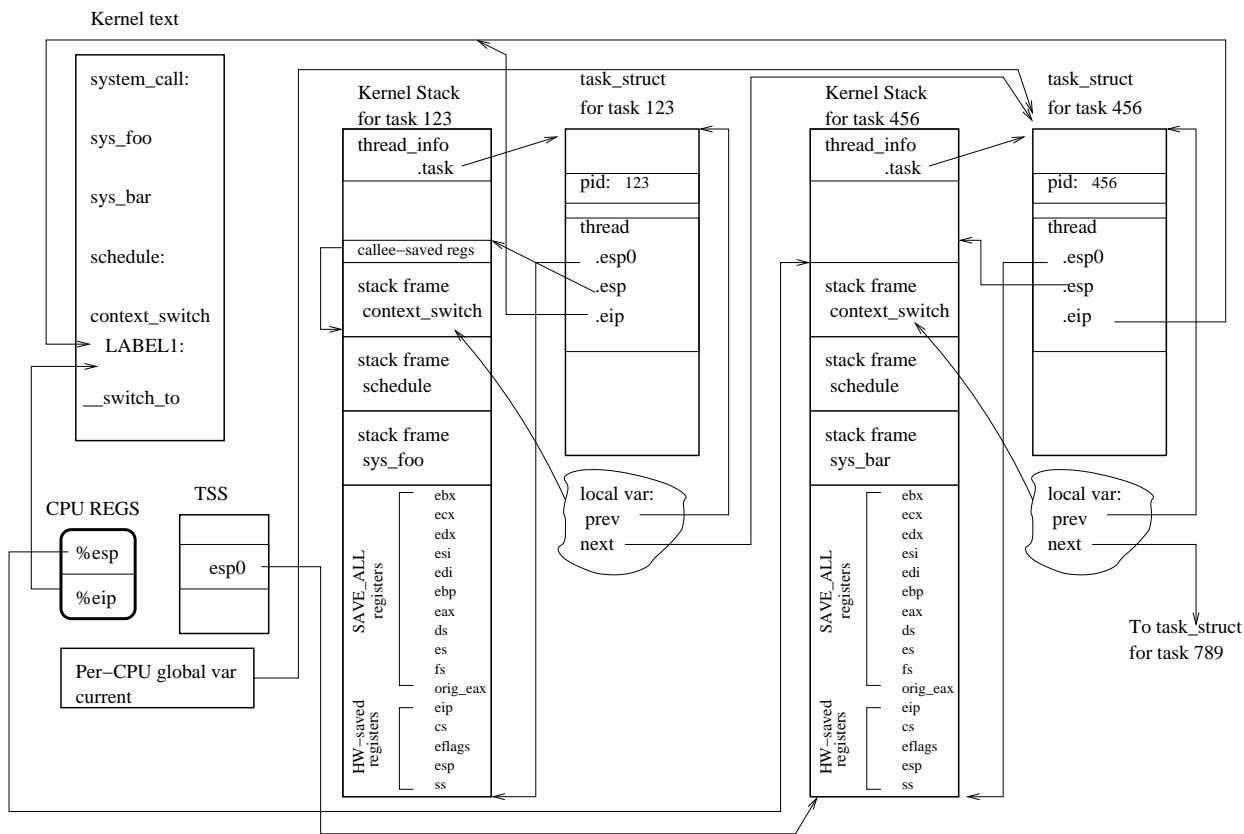 Kernel text
system_call:
sys_foo
sys_bar
schedule:
context_switch
LABEL1:
__switch_to
CPU REGS
%esp
%eip
TSS
esp0
Per−CPU global var
current
Kernel Stack
for task 123
thread_info
.task
callee−saved regs
stack frame
context_switch
stack frame
schedule
stack frame
sys_foo
SAVE_ALL
registers
ebx
ecx
edx
esi
edi
ebp
eax
ds
es
fs
orig_eax
HW−saved
registers
eip
cs
eflags
esp
ss
task_struct
for task 123
pid: 123
thread
.esp0
.esp
.eip
local var:
prev
next
Kernel Stack
for task 456
thread_info
.task
stack frame
context_switch
stack frame
schedule
stack frame
sys_bar
SAVE_ALL
registers
ebx
ecx
edx
esi
edi
ebp
eax
ds
es
fs
orig_eax
HW−saved
registers
eip
cs
eflags
esp
ss
task_struct
for task 456
pid: 456
thread
.esp0
.esp
.eip
local var:
prev
next
To task_struct
for task 789